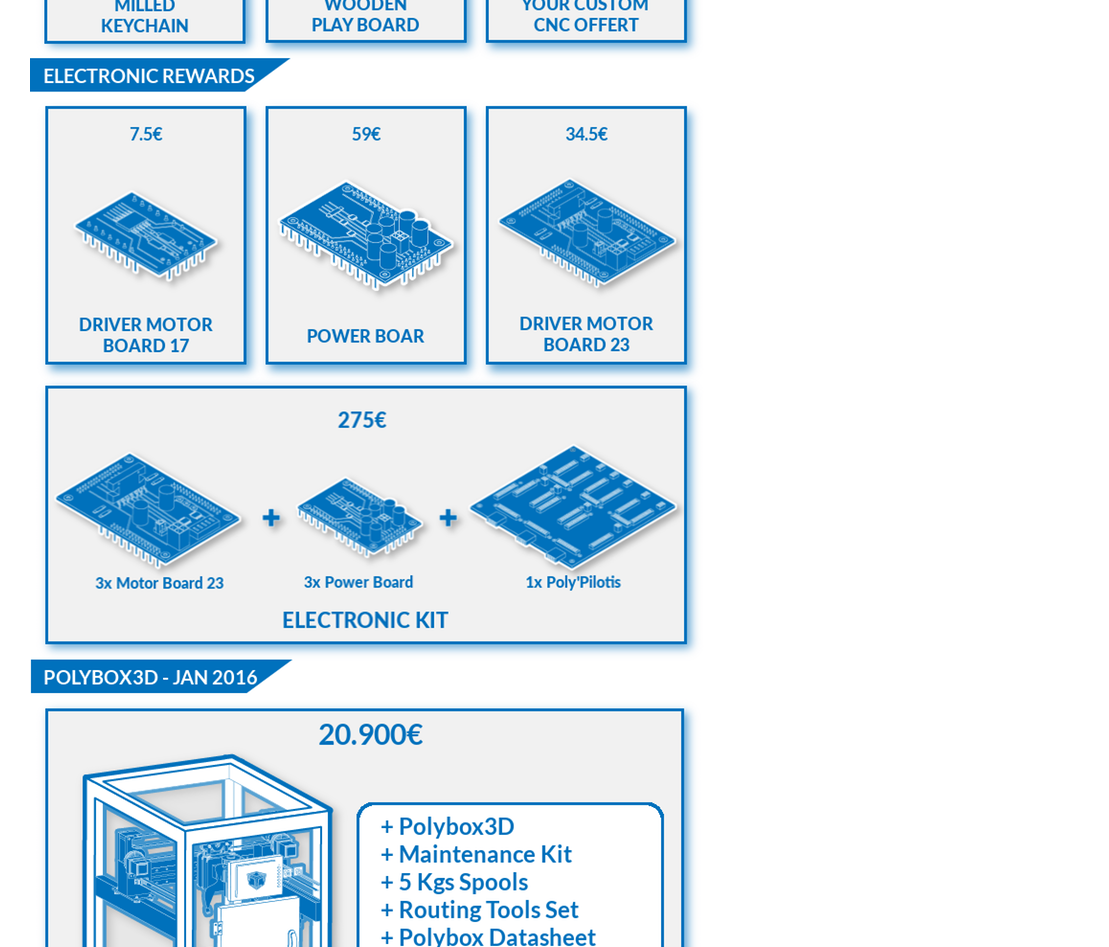 MILLED
KEYCHAIN
WOODEN
PLAY BOARD
YOUR CUSTOM
CNC OFFERT
ELECTRONIC REWARDS
7.5€
DRIVER MOTOR
BOARD 17
59€
POWER BOAR
34.5€
DRIVER MOTOR
BOARD 23
275€
+
+
3x Motor Board 23
3x Power Board
1x Poly'Pilotis
ELECTRONIC KIT
POLYBOX3D - JAN 2016
20.900€
+ Polybox3D
+ Maintenance Kit
+ 5 Kgs Spools
+ Routing Tools Set
+ Polybox Datasheet